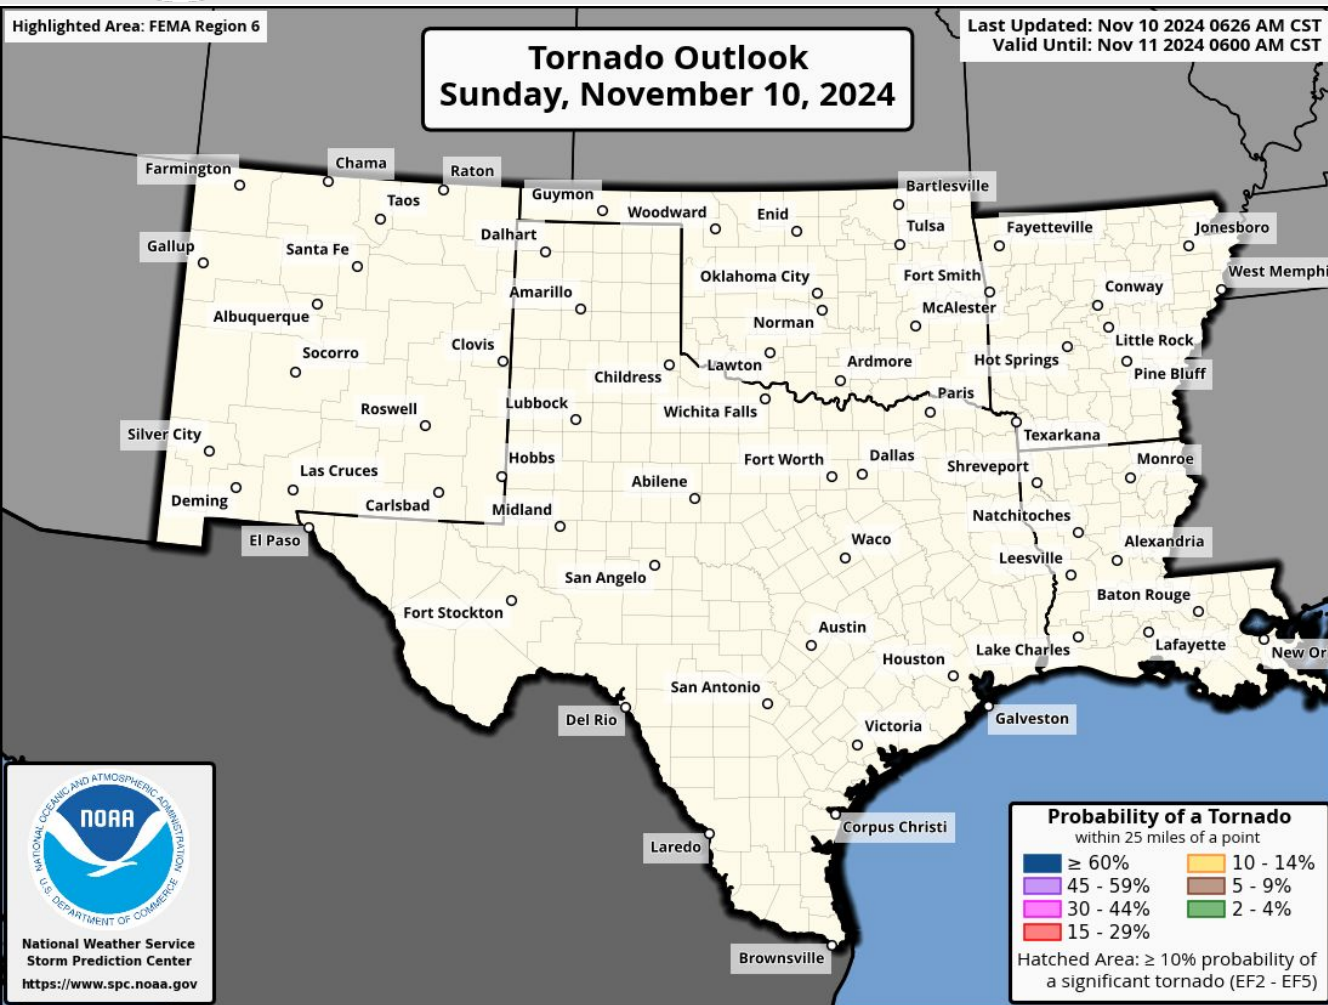 Highlighted Area: FEMA Region 6
Last Updated: Nov 10 2024 0626 AM CST
Valid Until: Nov 11 2024 0600 AM CST
Tornado Outlook
Sunday, November 10, 2024
Farmington
Chama
Raton
Taos
Guymon
Woodward
Enid
Bartlesville
Tulsa
Fayetteville
Jonesboro
Gallup
Santa Fe
Dalhart
Oklahoma City
Fort Smith
West Memphi
Albuquerque
Amarillo
Norman
McAlester
Conway
Little Rock
Socorro
Clovis
Childress
Lawton
Ardmore
Hot Springs
Pine Bluff
Roswell
Lubbock
Wichita Falls
Paris
Texarkana
Silver City
Las Cruces
Hobbs
Abilene
Fort Worth
Dallas
Shreveport
Monroe
Deming
Carlsbad
Midland
Natchitoches
El Paso
San Angelo
Waco
Leesville
Alexandria
Fort Stockton
Austin
Baton Rouge
Houston
Lake Charles
Lafayette
New Or
Del Rio
San Antonio
Victoria
Galveston
Laredo
Corpus Christi
Brownsville
NATIONAL OCEANIC AND ATMOSPHERIC ADMINISTRATION
NOAA
U.S. DEPARTMENT OF COMMERCE
National Weather Service
Storm Prediction Center
https://www.spc.noaa.gov
Probability of a Tornado
within 25 miles of a point
≥ 60%
45 - 59%
30 - 44%
15 - 29%
10 - 14%
5 - 9%
2 - 4%
Hatched Area: ≥ 10% probability of
a significant tornado (EF2 - EF5)